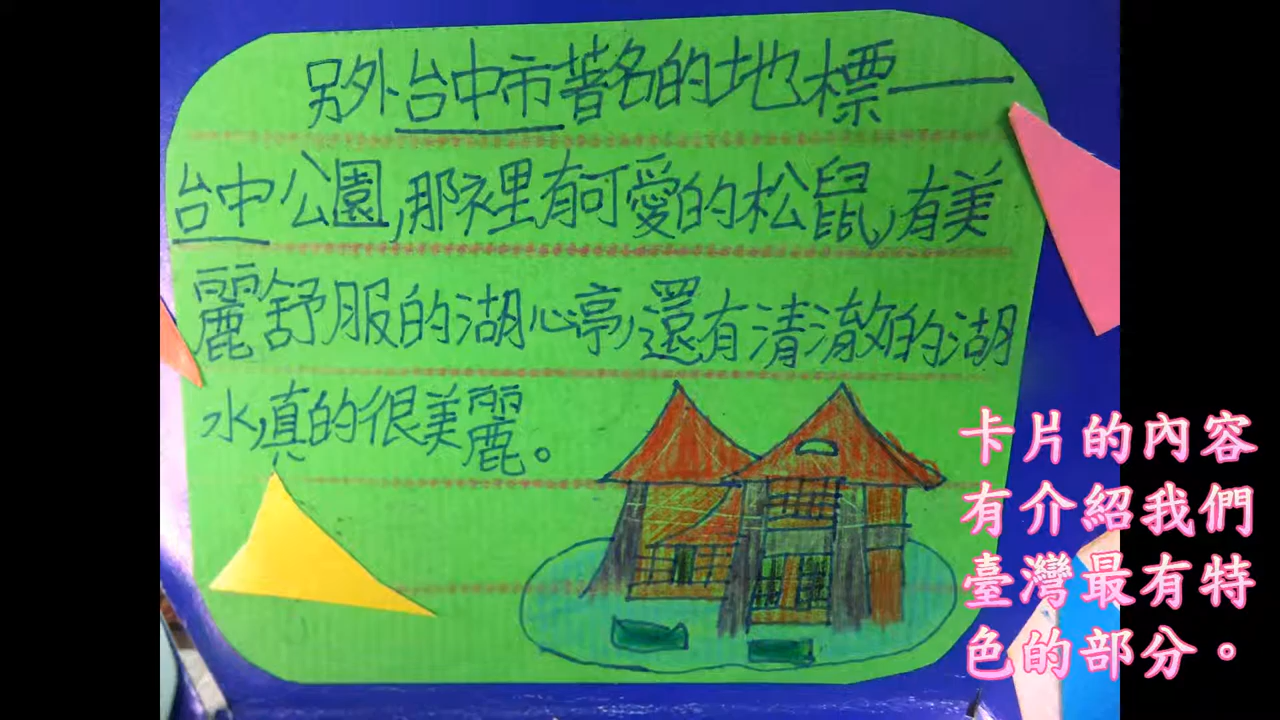 另外台中市著名的地標——
台中公園,那裡有可愛的松鼠,有美
麗舒服的湖心亭,還有清澈的的湖
水,真的很美麗。
卡片的內容
有介紹我們
臺灣最有特
色的部分。